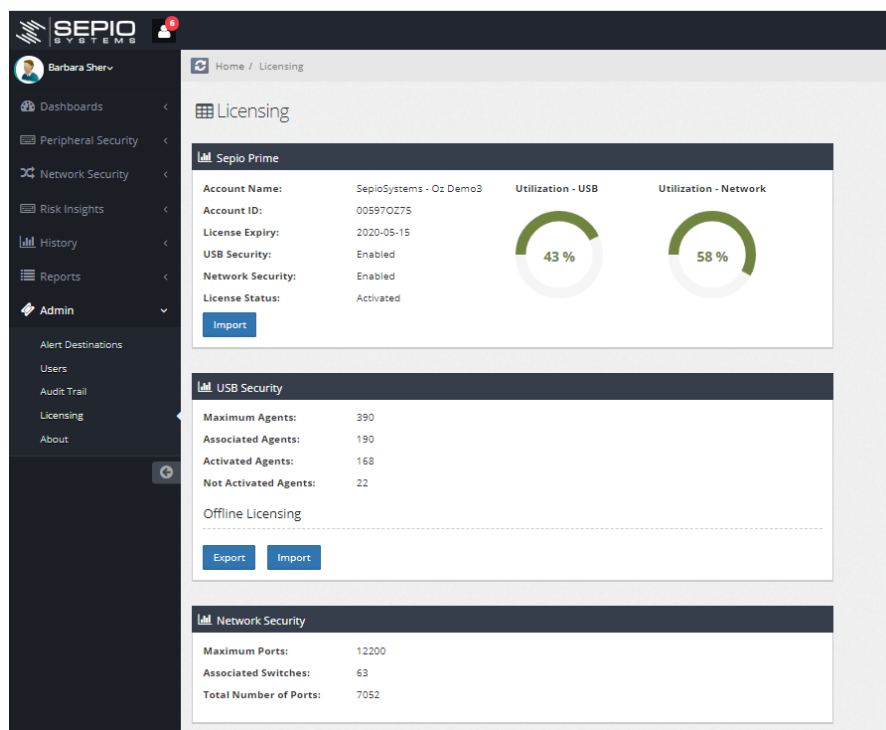 SEPIO
SYSTEMS
6
Barbara Sher
Dashboards
Peripheral Security
Network Security
Risk Insights
History
Reports
Admin
Alert Destinations
Users
Audit Trail
Licensing
About
Home / Licensing
Licensing
Sepio Prime
Account Name: SepioSystems - Oz Demo3
Account ID: 00597OZ75
License Expiry: 2020-05-15
USB Security: Enabled
Network Security: Enabled
License Status: Activated
Import
Utilization - USB
43 %
Utilization - Network
58 %
USB Security
Maximum Agents: 390
Associated Agents: 190
Activated Agents: 168
Not Activated Agents: 22
Offline Licensing
Export Import
Network Security
Maximum Ports: 12200
Associated Switches: 63
Total Number of Ports: 7052